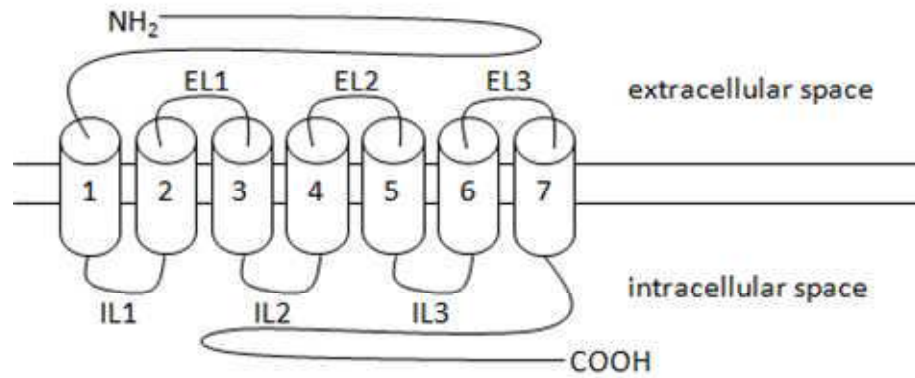 NH₂
EL1 EL2 EL3
extracellular space
1 2 3 4 5 6 7
intracellular space
IL1 IL2 IL3
COOH